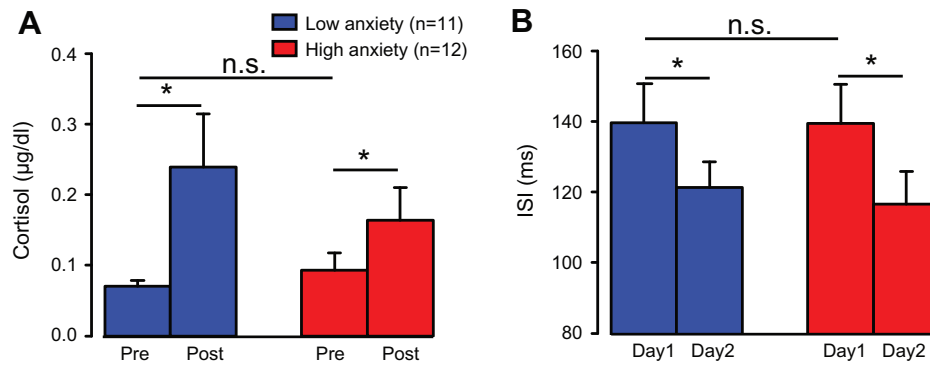 A
Low anxiety (n=11)
High anxiety (n=12)
Cortisol (µg/dl)
0.4
0.3
0.2
0.1
0.0
n.s.
*
*
Pre
Post
Pre
Post
B
ISI (ms)
160
140
120
100
80
n.s.
*
*
Day1
Day2
Day1
Day2